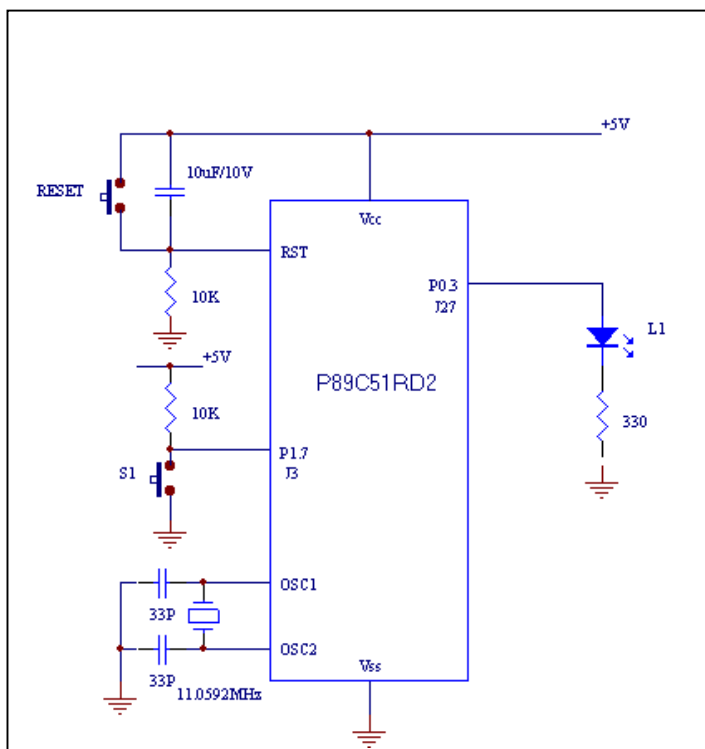 +5V
10uF/10V
RESET
Vcc
RST
P0.3
J27
10K
L1
+5V
P89C51RD2
10K
330
P1.7
S1
J3
OSC1
33P
OSC2
Vss
33P
11.0592MHz